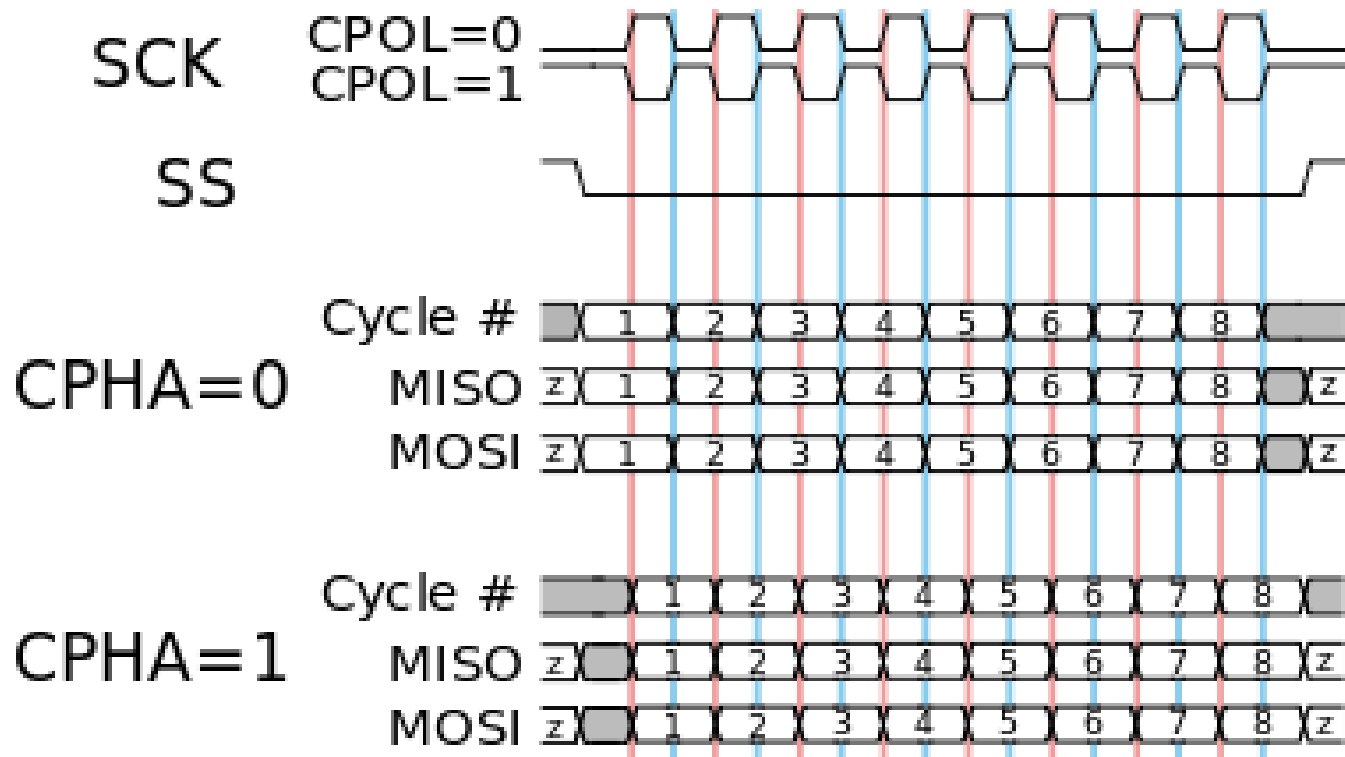 SCK CPOL=0
CPOL=1
SS
Cycle # 1 2 3 4 5 6 7 8
CPHA=0
MISO z 1 2 3 4 5 6 7 8 z
MOSI z 1 2 3 4 5 6 7 8 z
Cycle # 1 2 3 4 5 6 7 8
CPHA=1
MISO z 1 2 3 4 5 6 7 8 z
MOSI z 1 2 3 4 5 6 7 8 z